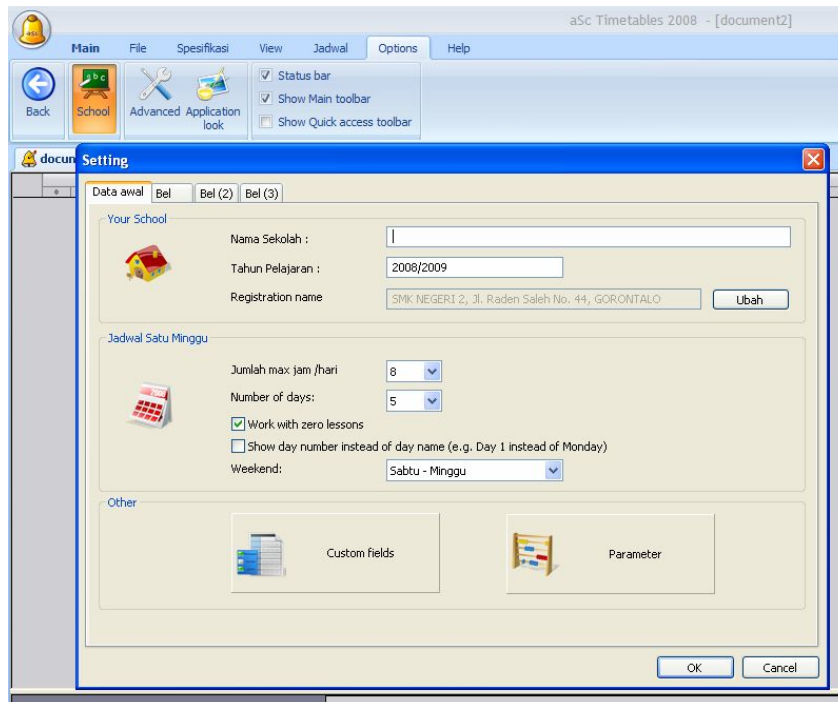 aSc Timetables 2008 - [document2]
aSc
Main File Spesifikasi View Jadwal Options Help
Back School Advanced Application look
Status bar
Show Main toolbar
Show Quick access toolbar
docum
Setting
Data awal Bel Bel (2) Bel (3)
Your School
Nama Sekolah :
Tahun Pelajaran : 2008/2009
Registration name SMK NEGERI 2, Jl. Raden Saleh No. 44, GORONTALO Ubah
Jadwal Satu Minggu
Jumlah max jam /hari 8
Number of days: 5
Work with zero lessons
Show day number instead of day name (e.g. Day 1 instead of Monday)
Weekend: Sabtu - Minggu
Other
Custom fields Parameter
OK Cancel